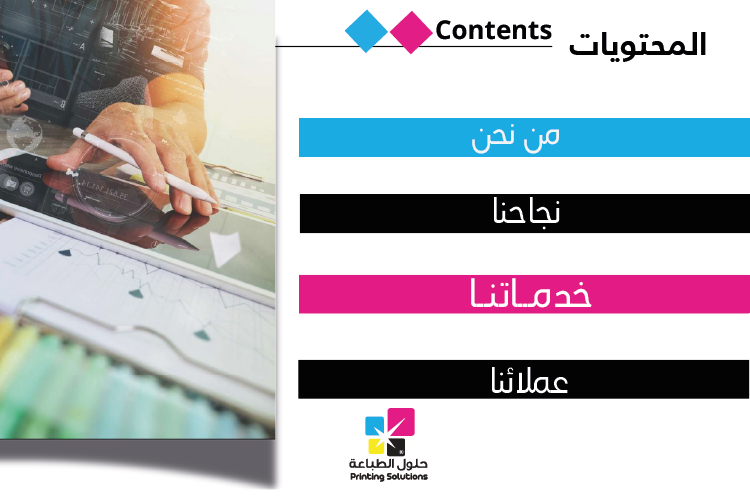 Contents
المحتويات
من نحن
نجاحنا
خدمـاتنـا
عملائنا
حلول الطباعة
Printing Solutions